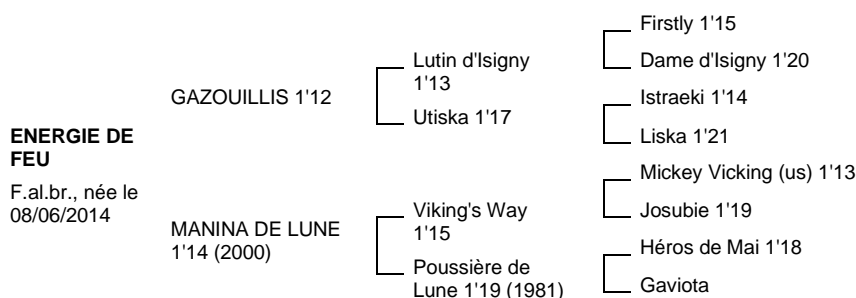 ENERGIE DE
FEU
F.al.br., née le
08/06/2014
GAZOUILLIS 1'12
MANINA DE LUNE
1'14 (2000)
Lutin d'Isigny
1'13
Utiska 1'17
Viking's Way
1'15
Poussière de
Lune 1'19 (1981)
Firstly 1'15
Dame d'Isigny 1'20
Istraeki 1'14
Liska 1'21
Mickey Vicking (us) 1'13
Josubie 1'19
Héros de Mai 1'18
Gaviota